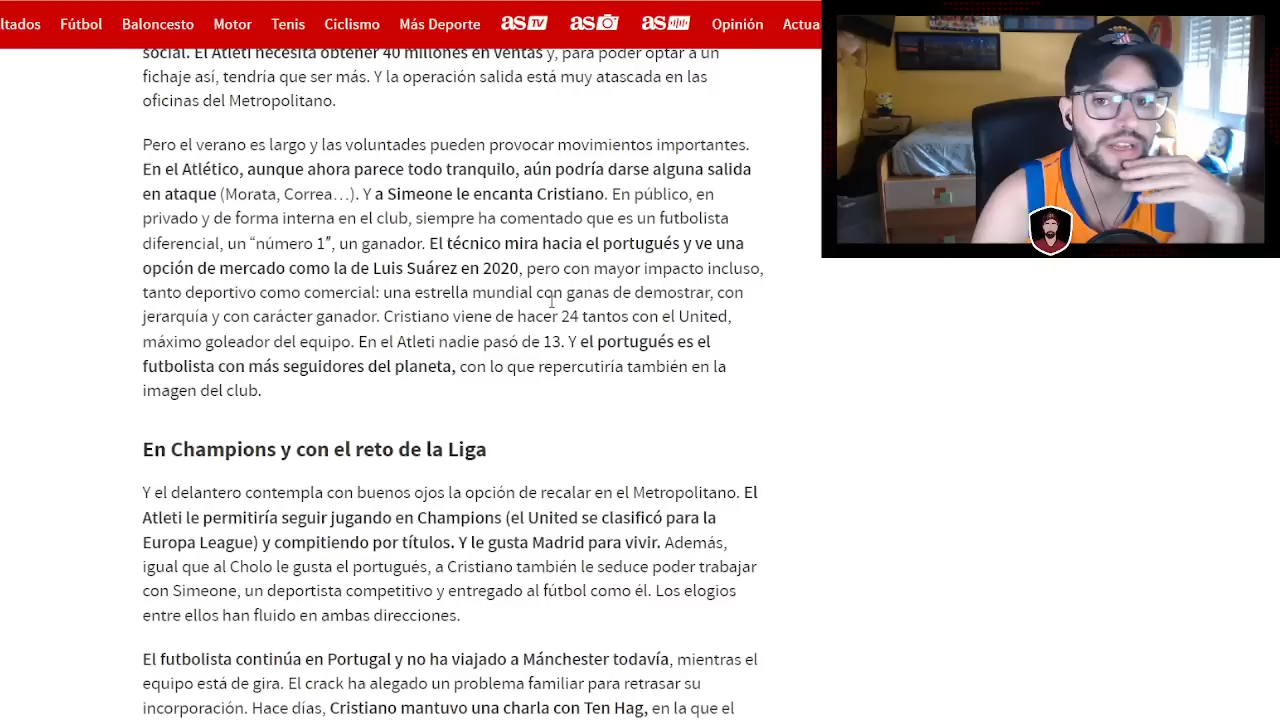 ltados Fútbol Baloncesto Motor Tenis Ciclismo Más Deporte as TV as as Opinión Actua
social. El Atleti necesita obtener 40 millones en ventas y, para poder optar a un
fichaje así, tendría que ser más. Y la operación salida está muy atascada en las
oficinas del Metropolitano.
Pero el verano es largo y las voluntades pueden provocar movimientos importantes.
En el Atlético, aunque ahora parece todo tranquilo, aún podría darse alguna salida
en ataque (Morata, Correa…). Y a Simeone le encanta Cristiano. En público, en
privado y de forma interna en el club, siempre ha comentado que es un futbolista
diferencial, un “número 1″, un ganador. El técnico mira hacia el portugués y ve una
opción de mercado como la de Luis Suárez en 2020, pero con mayor impacto incluso,
tanto deportivo como comercial: una estrella mundial con ganas de demostrar, con
jerarquía y con carácter ganador. Cristiano viene de hacer 24 tantos con el United,
máximo goleador del equipo. En el Atleti nadie pasó de 13. Y el portugués es el
futbolista con más seguidores del planeta, con lo que repercutiría también en la
imagen del club.
En Champions y con el reto de la Liga
Y el delantero contempla con buenos ojos la opción de recalar en el Metropolitano. El
Atleti le permitiría seguir jugando en Champions (el United se clasificó para la
Europa League) y compitiendo por títulos. Y le gusta Madrid para vivir. Además,
igual que al Cholo le gusta el portugués, a Cristiano también le seduce poder trabajar
con Simeone, un deportista competitivo y entregado al fútbol como él. Los elogios
entre ellos han fluido en ambas direcciones.
El futbolista continúa en Portugal y no ha viajado a Mánchester todavía, mientras el
equipo está de gira. El crack ha alegado un problema familiar para retrasar su
incorporación. Hace días, Cristiano mantuvo una charla con Ten Hag, en la que el